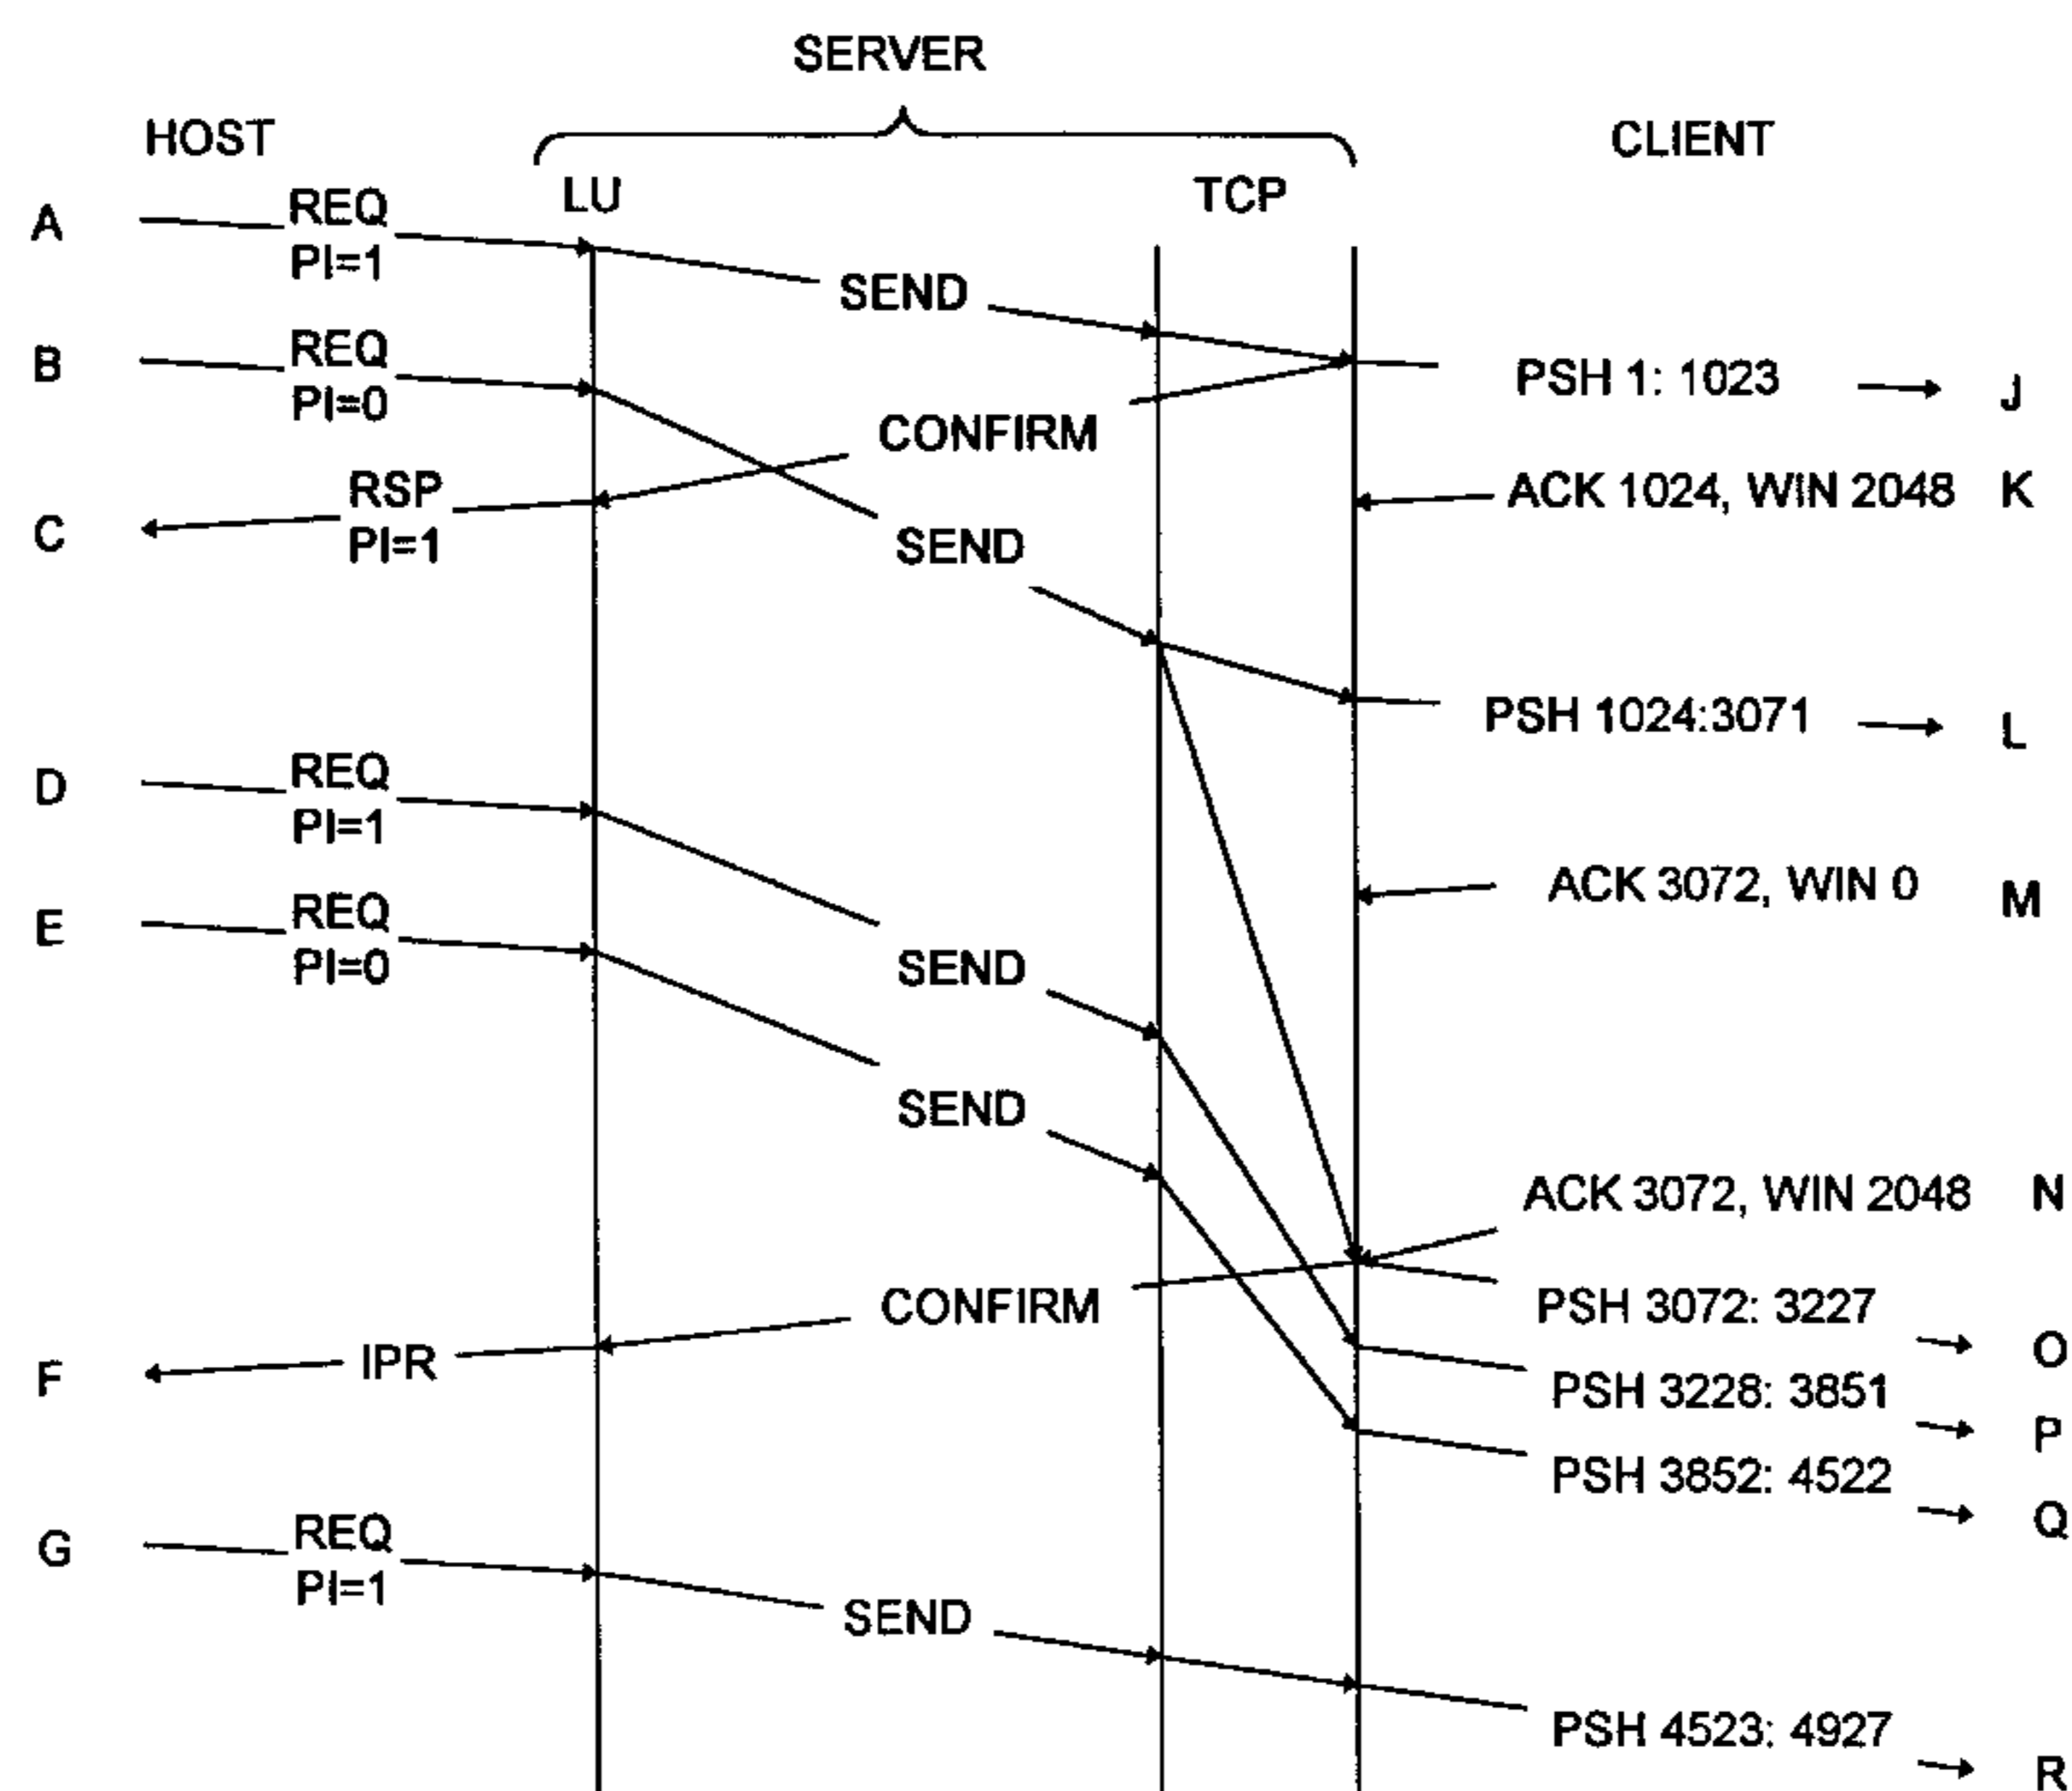 SERVER
HOST
CLIENT
LU
TCP
A
REQ
PI=1
SEND
B
REQ
PI=0
PSH 1: 1023
J
CONFIRM
RSP
PI=1
ACK 1024, WIN 2048
K
C
SEND
PSH 1024:3071
L
D
REQ
PI=1
ACK 3072, WIN 0
M
E
REQ
PI=0
SEND
SEND
ACK 3072, WIN 2048
N
CONFIRM
PSH 3072: 3227
O
F
IPR
PSH 3228: 3851
P
PSH 3852: 4522
Q
G
REQ
PI=1
SEND
PSH 4523: 4927
R